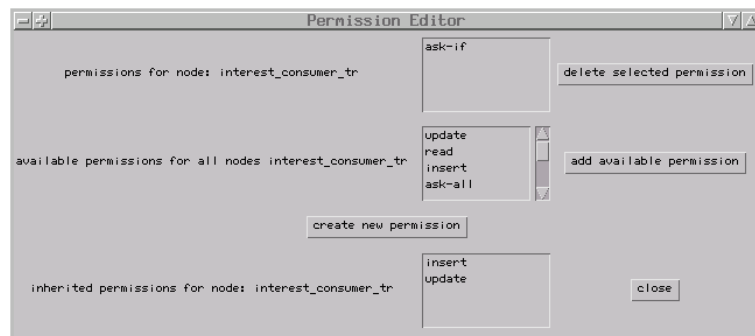 Permission Editor
ask-if
permissions for node: interest_consumer_tr
delete selected permission
update
read
insert
ask-all
available permissions for all nodes interest_consumer_tr
add available permission
create new permission
insert
update
inherited permissions for node: interest_consumer_tr
close